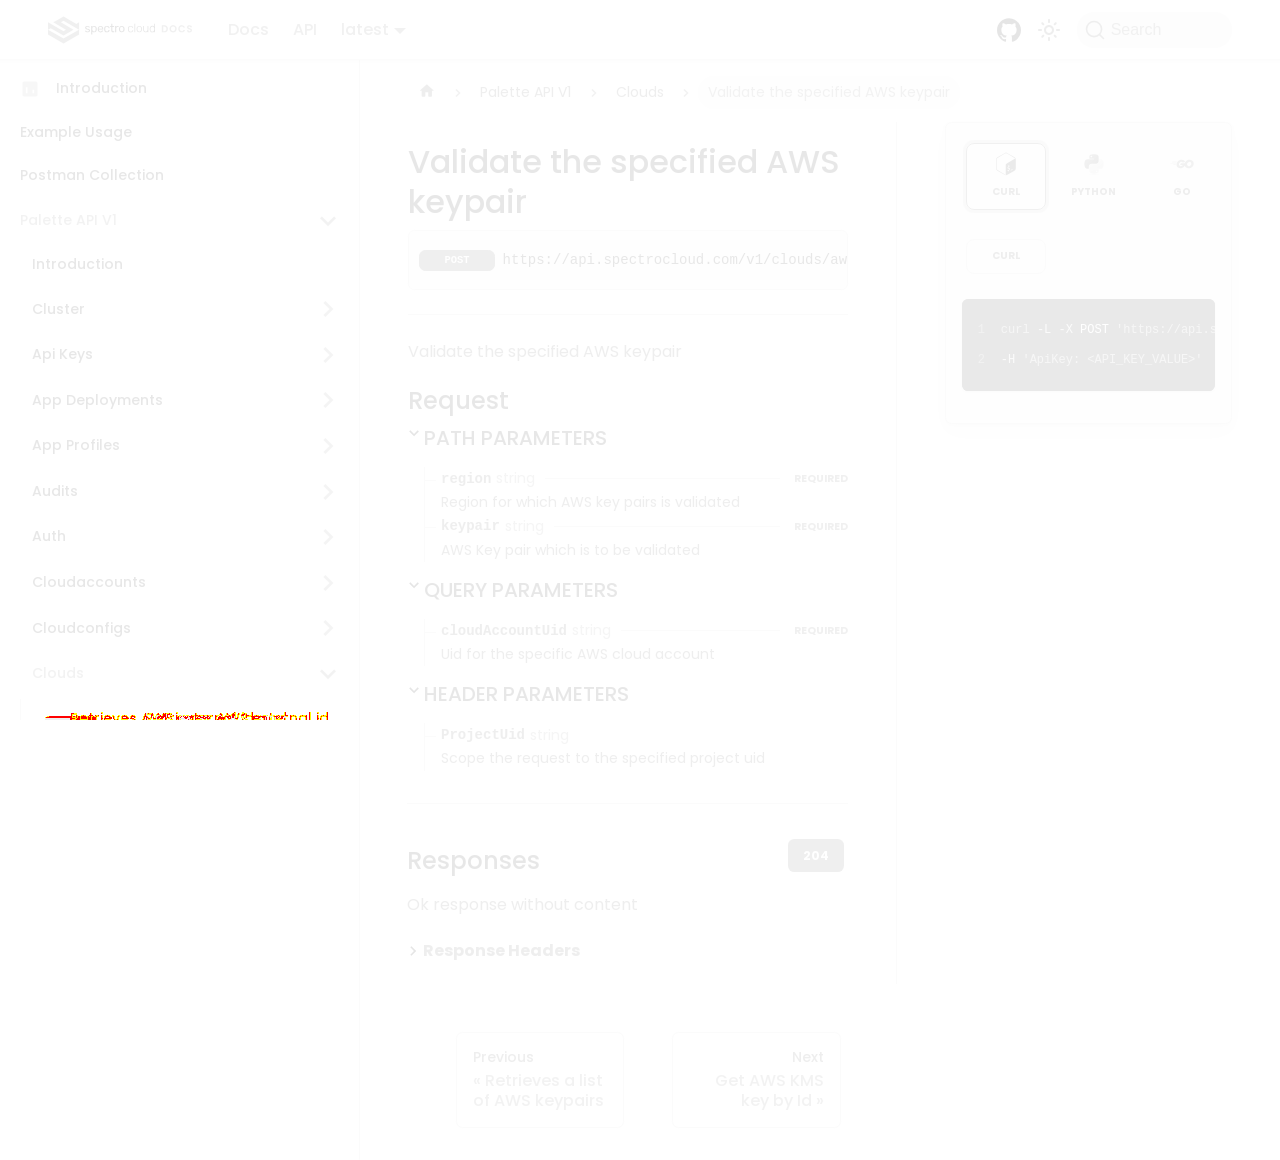 spectro cloud DOCS
Docs
API
latest
Search
Introduction
Example Usage
Postman Collection
Palette API V1
Introduction
Cluster
Api Keys
App Deployments
App Profiles
Audits
Auth
Cloudaccounts
Cloudconfigs
Clouds
Palette API V1
Clouds
Validate the specified AWS keypair
Validate the specified AWS
keypair
POST https://api.spectrocloud.com/v1/clouds/aw
Validate the specified AWS keypair
Request
PATH PARAMETERS
region string REQUIRED
Region for which AWS key pairs is validated
keypair string REQUIRED
AWS Key pair which is to be validated
QUERY PARAMETERS
cloudAccountUid string REQUIRED
Uid for the specific AWS cloud account
HEADER PARAMETERS
ProjectUid string
Scope the request to the specified project uid
Responses
204
Ok response without content
Response Headers
Previous
« Retrieves a list
of AWS keypairs
Next
Get AWS KMS
key by Id »
CURL
PYTHON
GO
CURL
1 curl -L -X POST 'https://api.s
2 -H 'ApiKey: <API_KEY_VALUE>'